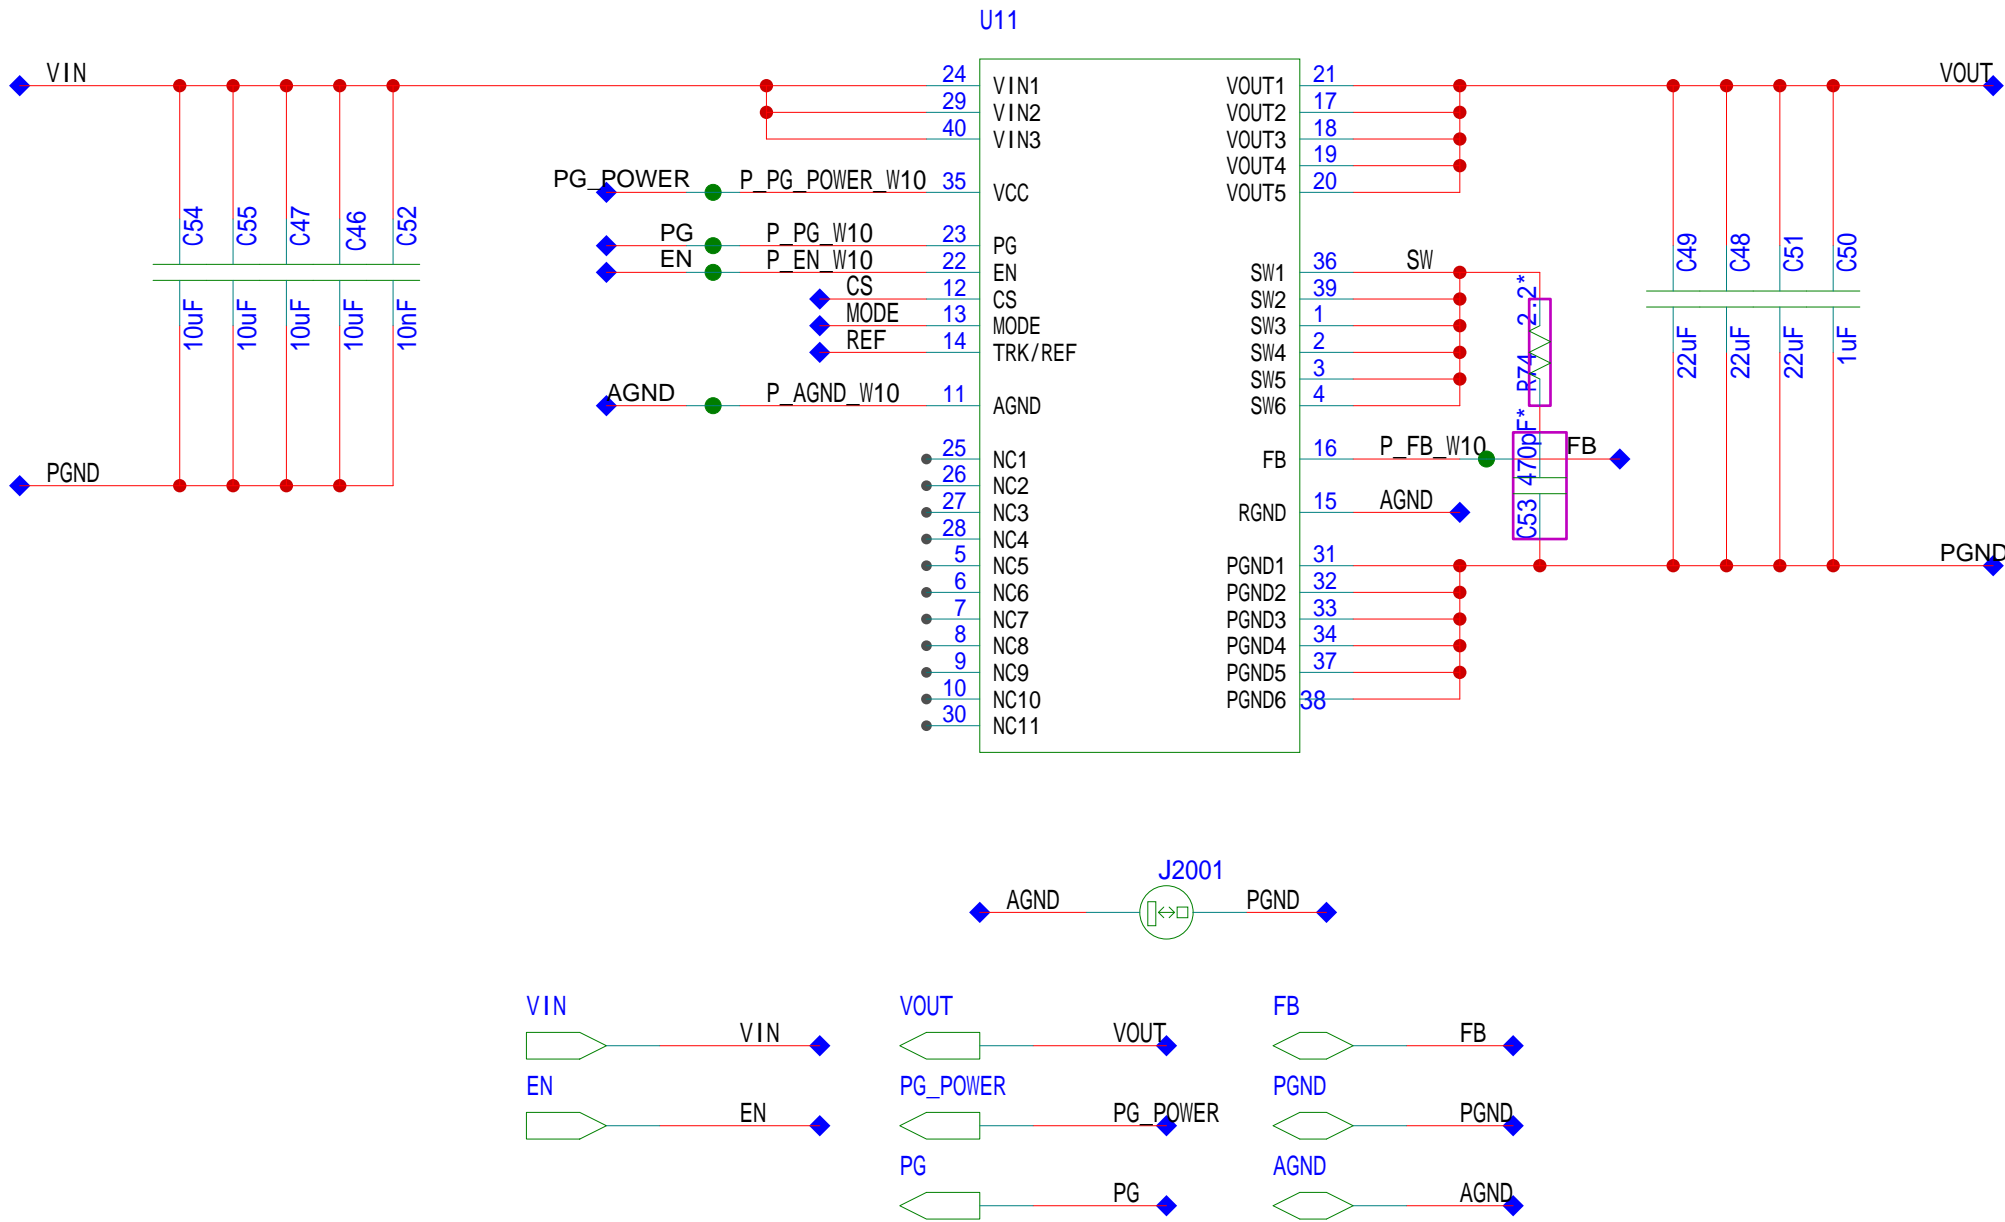 U11
VIN
VOUT
24 VIN1
29 VIN2
40 VIN3
VOUT1 21
VOUT2 17
VOUT3 18
VOUT4 19
VOUT5 20
PG_POWER P_PG_POWER_W10 35 VCC
PG P_PG_W10 23 PG
EN P_EN_W10 22 EN
CS 12 CS
MODE 13 MODE
REF 14 TRK/REF
AGND P_AGND_W10 11 AGND
25 NC1
26 NC2
27 NC3
28 NC4
5 NC5
6 NC6
7 NC7
8 NC8
9 NC9
10 NC10
30 NC11
SW1 36 SW
SW2 39
SW3 1
SW4 2
SW5 3
SW6 4
FB 16 P_FB_W10 FB
RGND 15 AGND
PGND1 31
PGND2 32
PGND3 33
PGND4 34
PGND5 37
PGND6 38
C54 10uF
C55 10uF
C47 10uF
C46 10uF
C52 10nF
PGND
R74 2.2*
C53 470pF*
C49 22uF
C48 22uF
C51 22uF
C50 1uF
PGND
J2001
AGND PGND
VIN VIN
VOUT VOUT
FB FB
EN EN
PG_POWER PG_POWER
PGND PGND
PG PG
AGND AGND